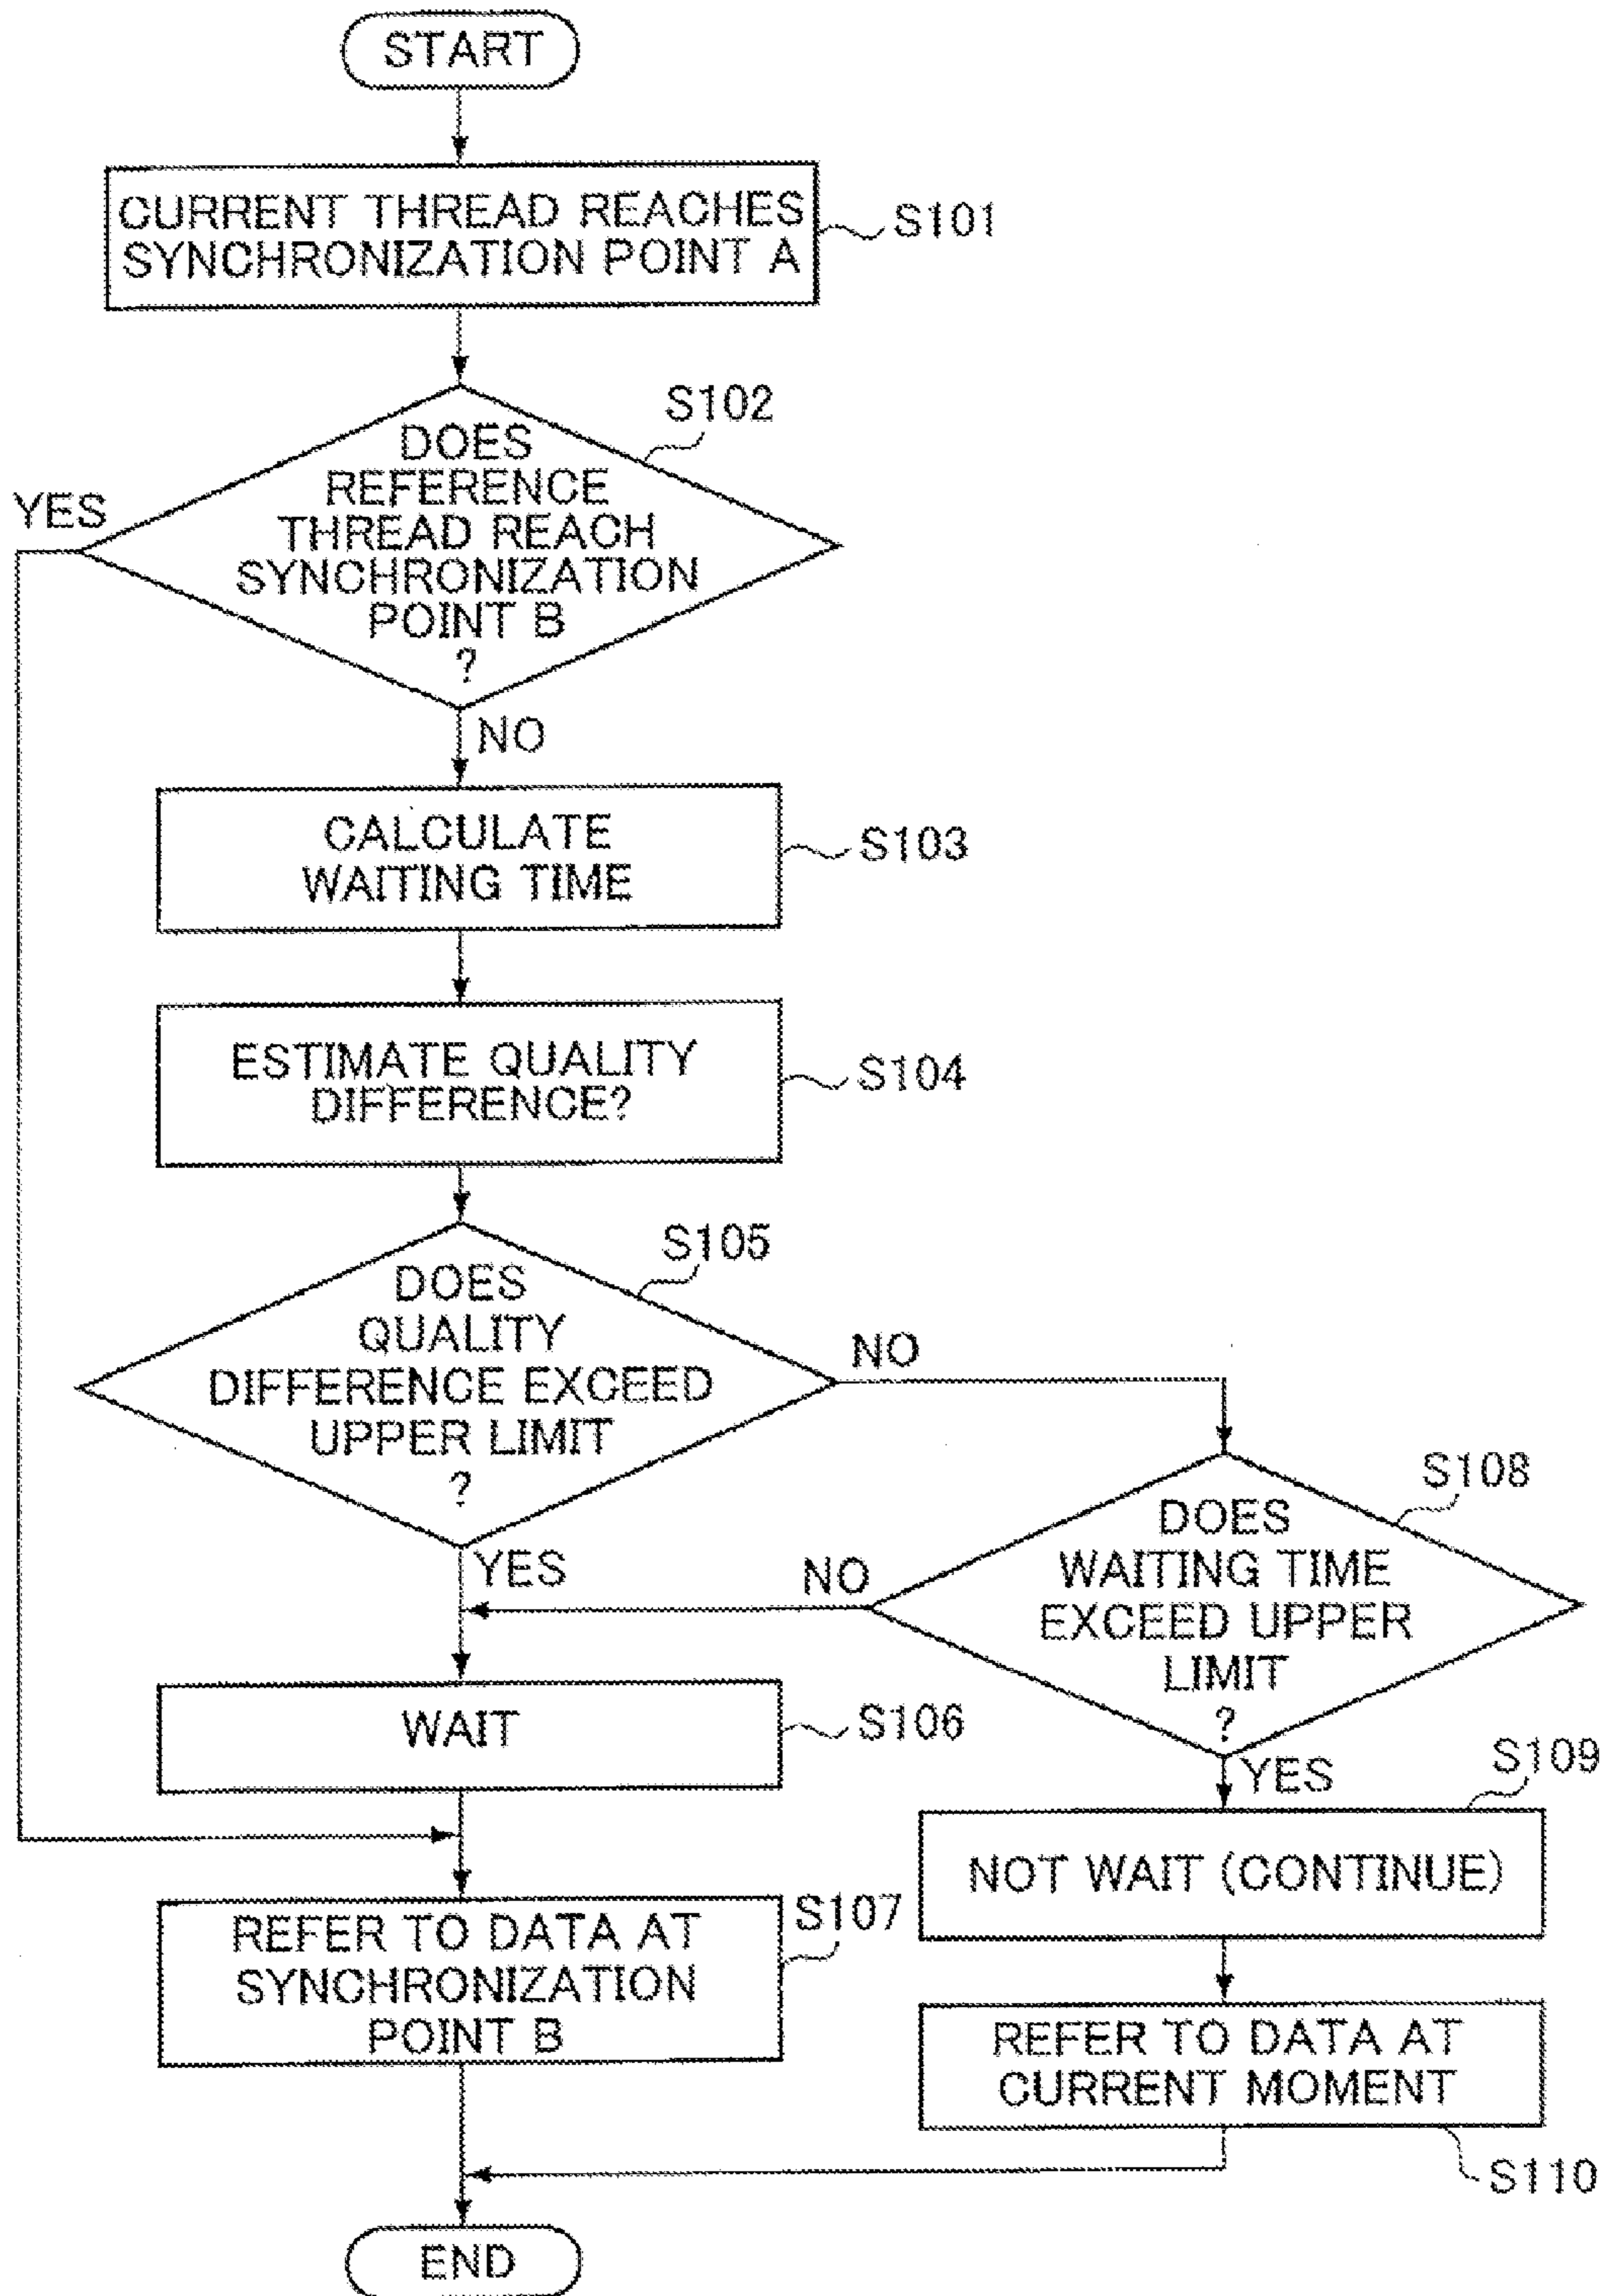 START
CURRENT THREAD REACHES
SYNCHRONIZATION POINT A
S101
S102
DOES
REFERENCE
THREAD REACH
SYNCHRONIZATION
POINT B
?
YES
NO
CALCULATE
WAITING TIME
S103
ESTIMATE QUALITY
DIFFERENCE?
S104
S105
DOES
QUALITY
DIFFERENCE EXCEED
UPPER LIMIT
?
NO
YES
S108
DOES
WAITING TIME
EXCEED UPPER
LIMIT
?
NO
YES
WAIT
S106
S109
NOT WAIT (CONTINUE)
REFER TO DATA AT
SYNCHRONIZATION
POINT B
S107
REFER TO DATA AT
CURRENT MOMENT
S110
END